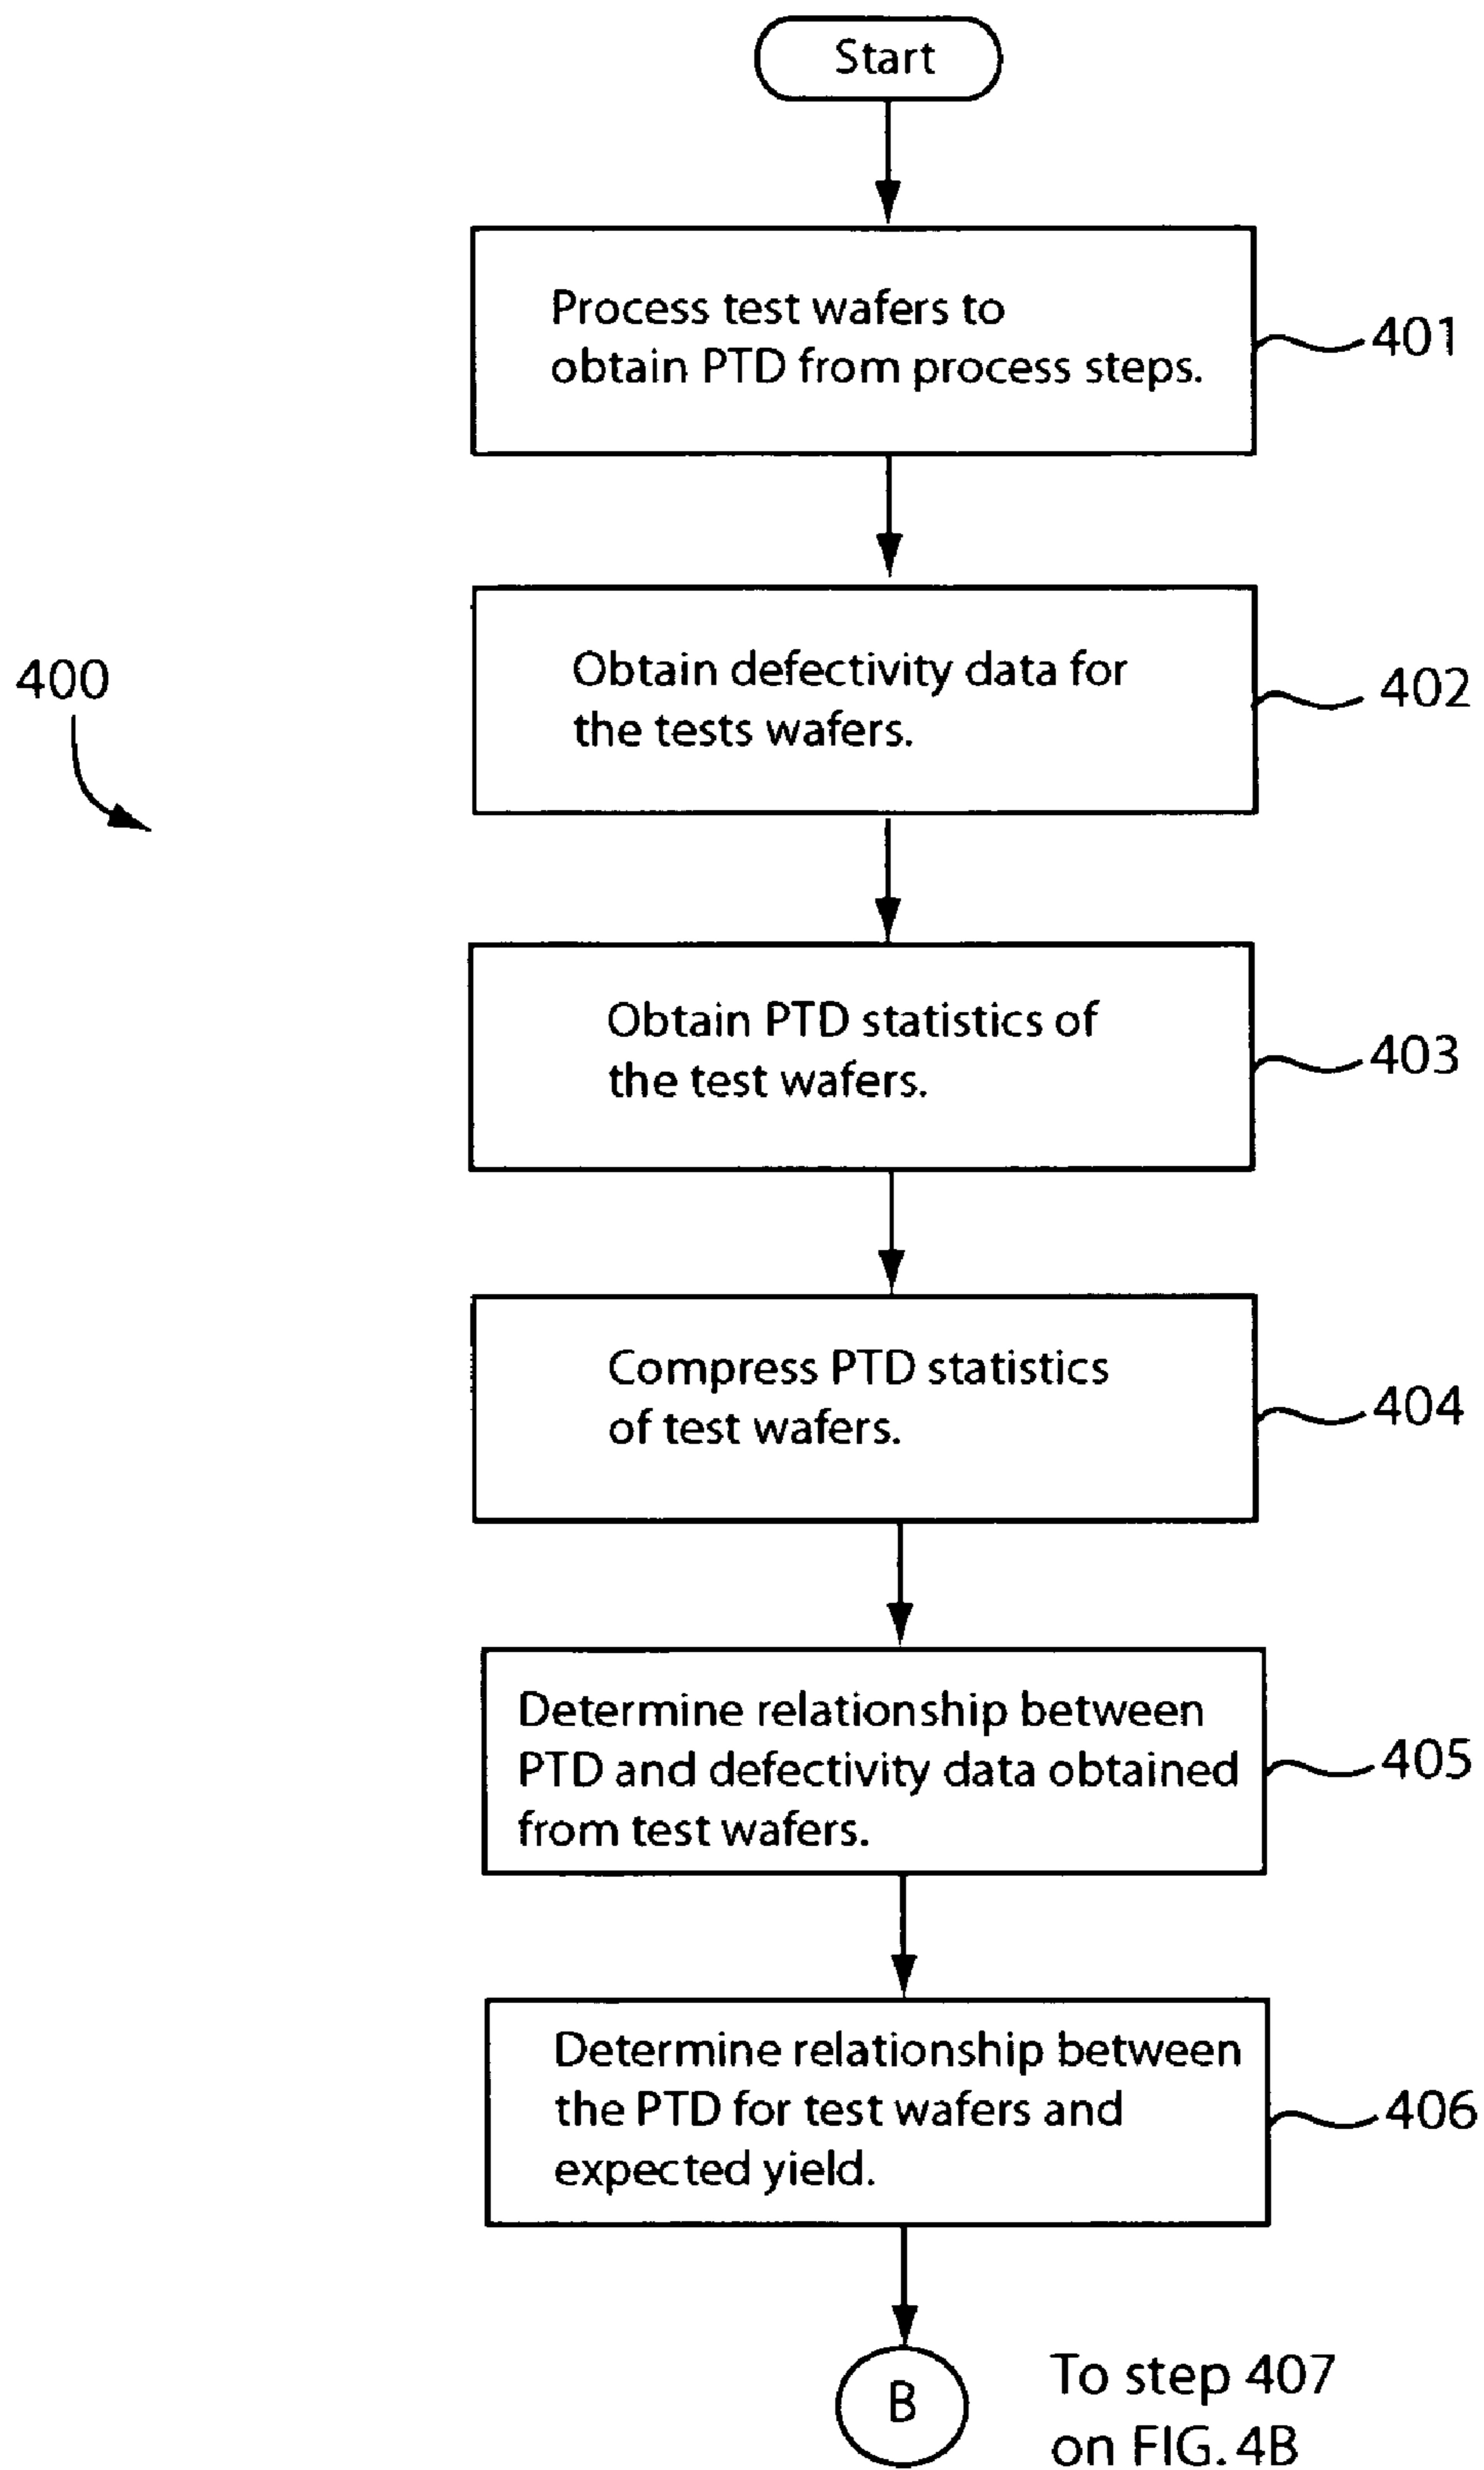 Start
Process test wafers to
obtain PTD from process steps.
401
400
Obtain defectivity data for
the tests wafers.
402
Obtain PTD statistics of
the test wafers.
403
Compress PTD statistics
of test wafers.
404
Determine relationship between
PTD and defectivity data obtained
from test wafers.
405
Determine relationship between
the PTD for test wafers and
expected yield.
406
B
To step 407
on FIG. 4B